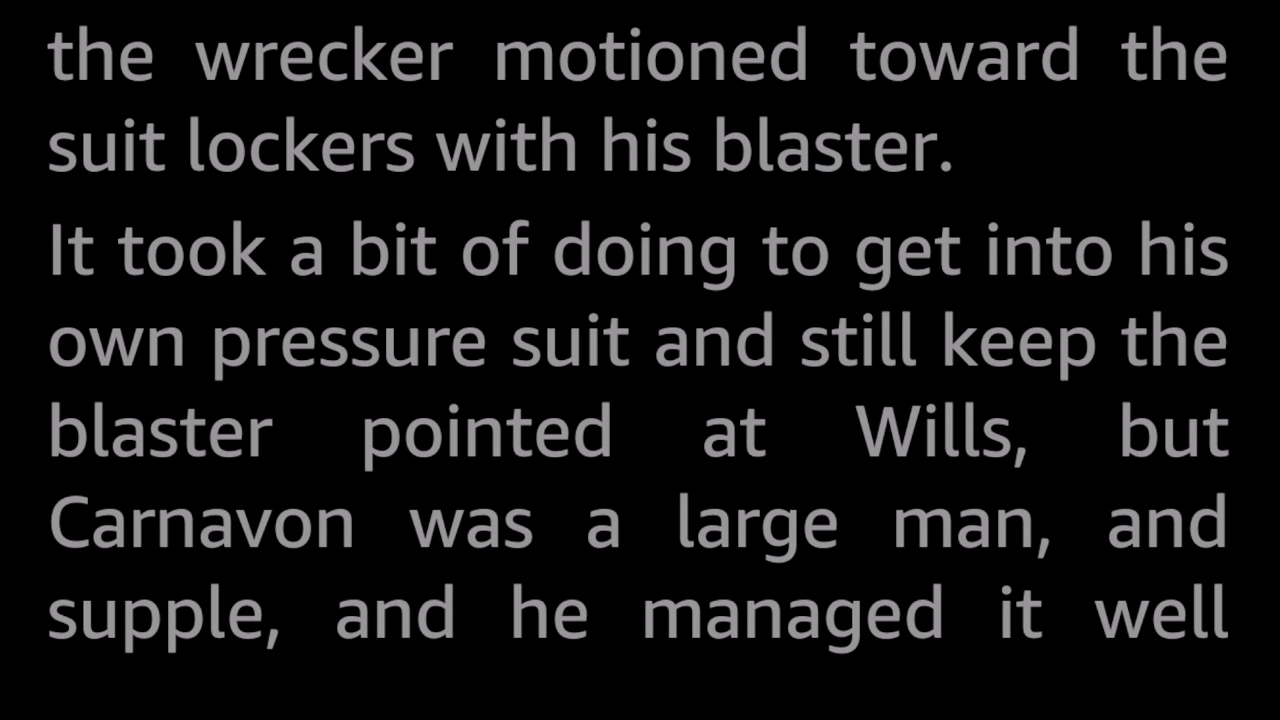 the wrecker motioned toward the
suit lockers with his blaster.
It took a bit of doing to get into his
own pressure suit and still keep the
blaster pointed at Wills, but
Carnavon was a large man, and
supple, and he managed it well